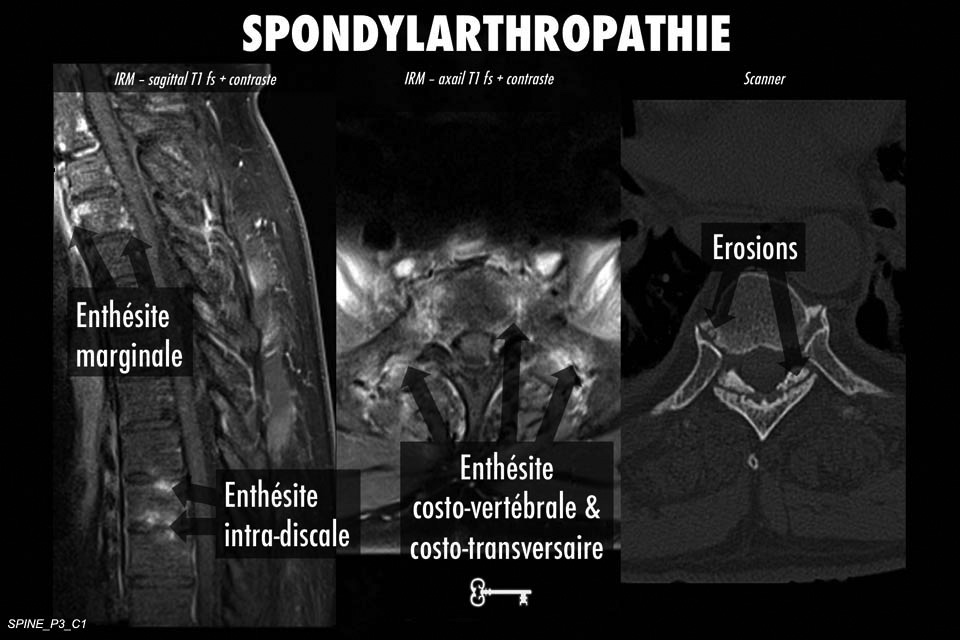 SPONDYLARTHROPATHIE
IRM – sagittal T1 fs + contraste
IRM – axail T1 fs + contraste
Scanner
Erosions
Enthésite
marginale
Enthésite
intra-discale
Enthésite
costo-vertébrale &
costo-transversaire
SPINE_P3_C1